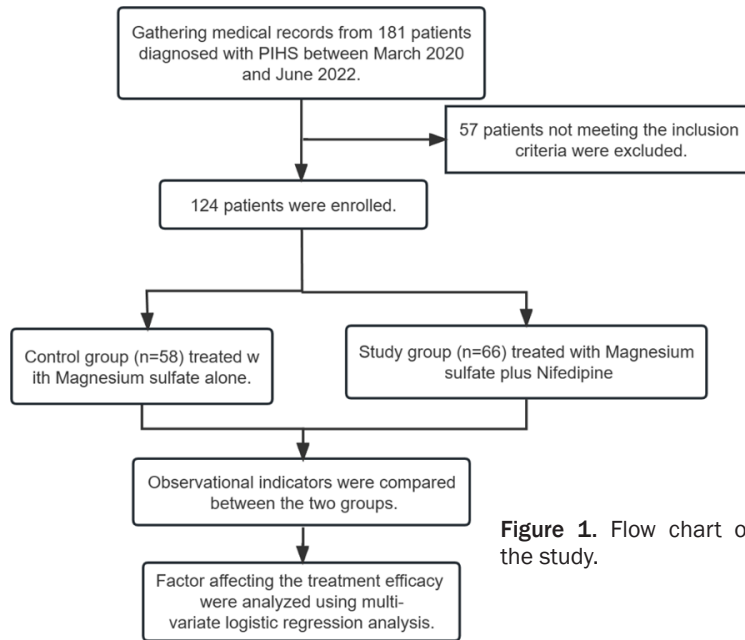 Gathering medical records from 181 patients
diagnosed with PIHS between March 2020
and June 2022.
57 patients not meeting the inclusion
criteria were excluded.
124 patients were enrolled.
Control group (n=58) treated w
ith Magnesium sulfate alone.
Study group (n=66) treated with Magnesium
sulfate plus Nifedipine
Observational indicators were compared
between the two groups.
Factor affecting the treatment efficacy
were analyzed using multi-
variate logistic regression analysis.
Figure 1. Flow chart o
the study.